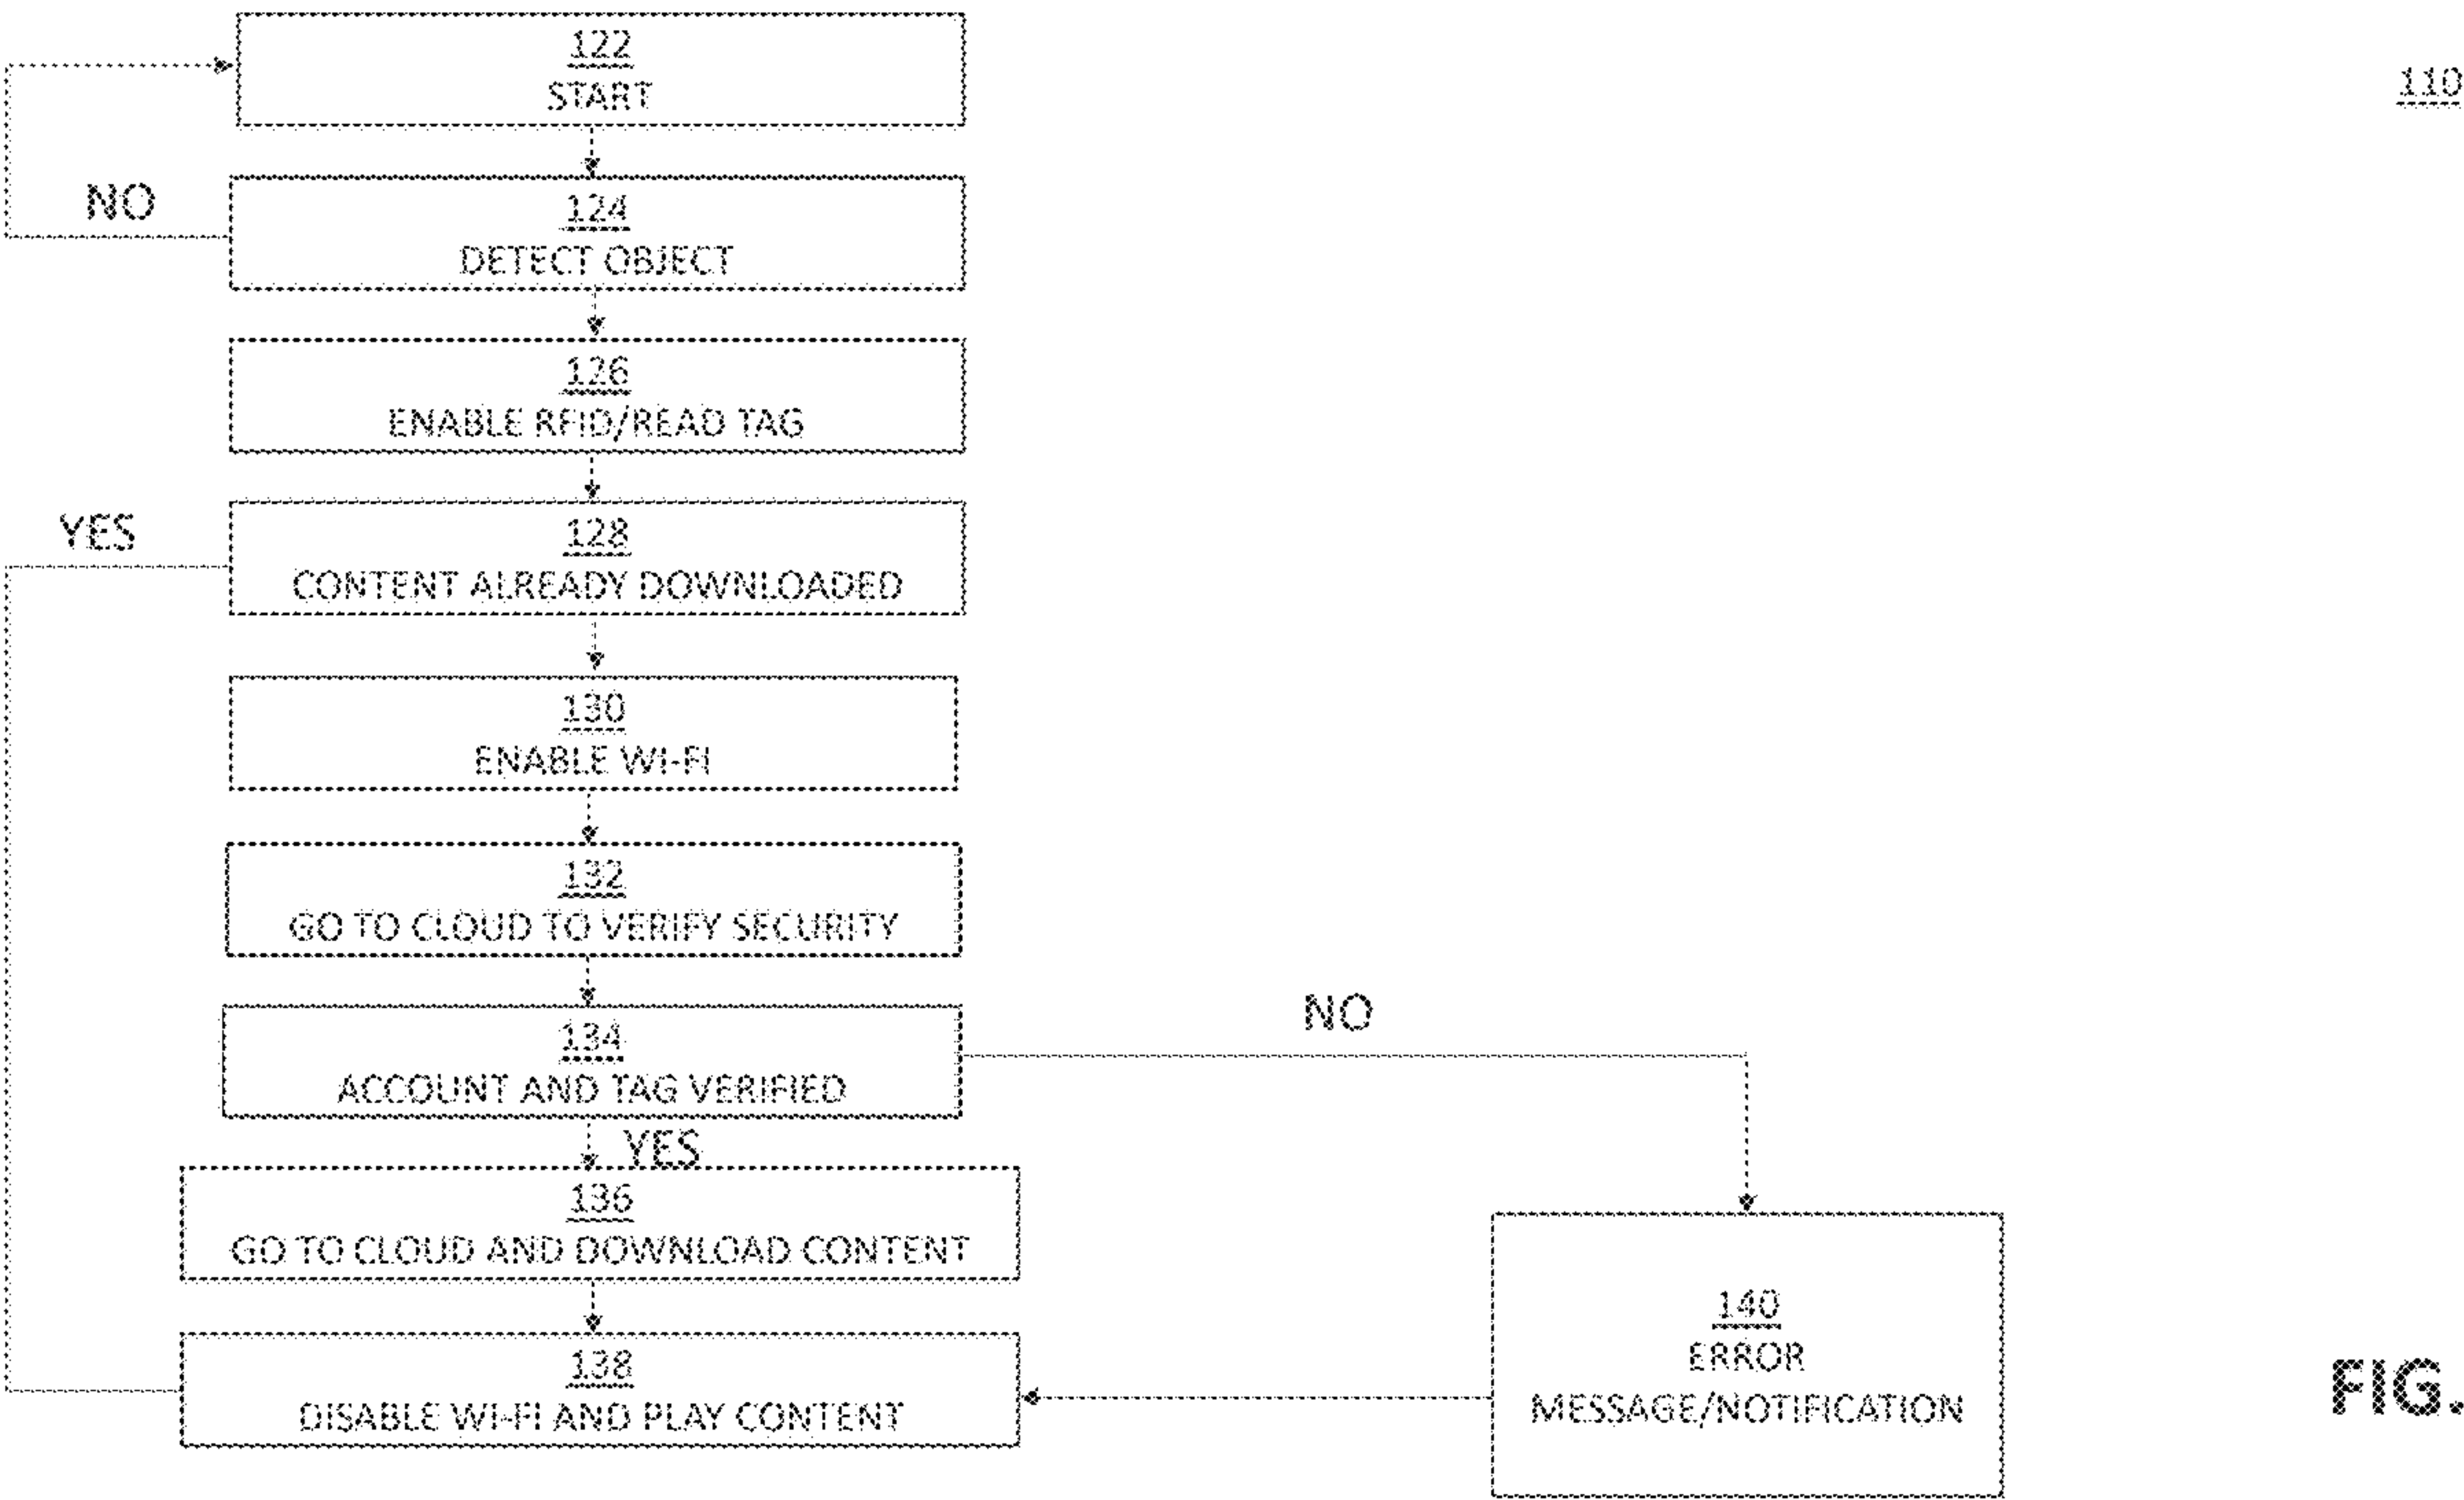 122
START
110
NO
124
DETECT OBJECT
126
ENABLE RFID/READ TAG
YES
128
CONTENT ALREADY DOWNLOADED
130
ENABLE WI-FI
132
GO TO CLOUD TO VERIFY SECURITY
134
ACCOUNT AND TAG VERIFIED
NO
YES
136
GO TO CLOUD AND DOWNLOAD CONTENT
138
DISABLE WI-FI AND PLAY CONTENT
140
ERROR
MESSAGE/NOTIFICATION
FIG.